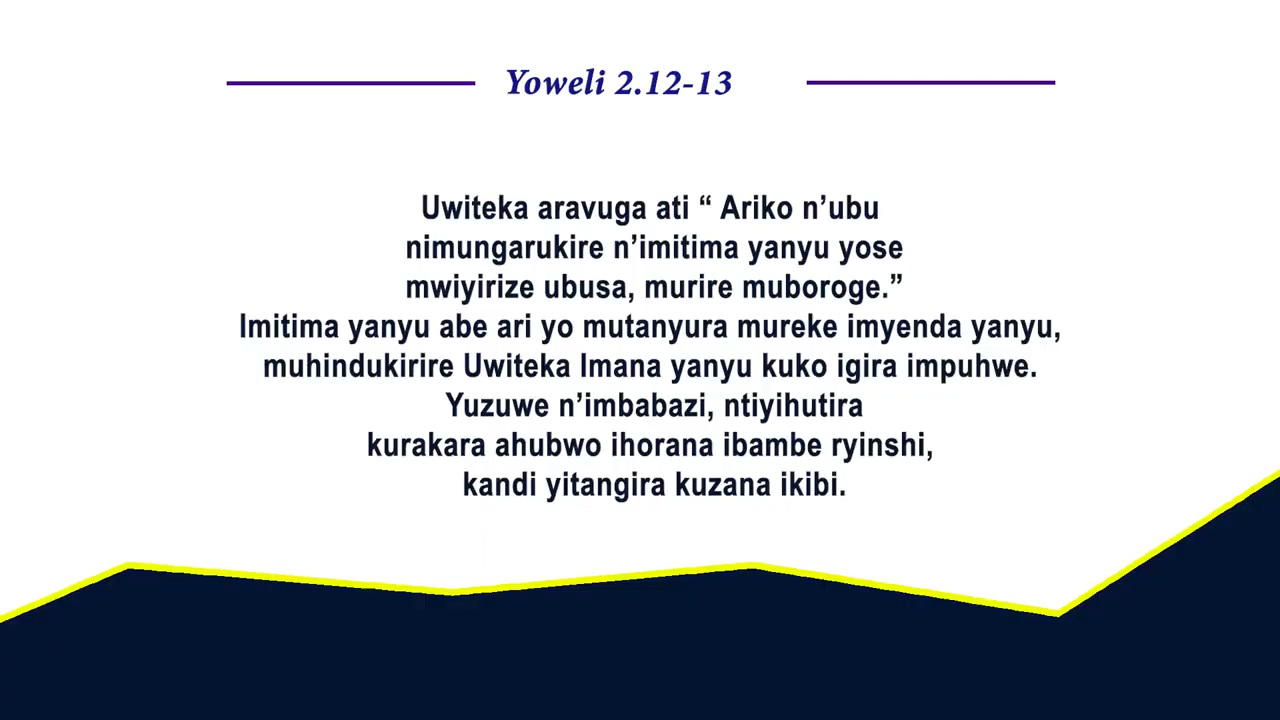 Yoweli 2.12-13
Uwiteka aravuga ati “ Ariko n’ubu
nimungarukire n’imitima yanyu yose
mwiyirize ubusa, murire muboroge.”
Imitima yanyu abe ari yo mutanyura mureke imyenda yanyu,
muhindukirire Uwiteka Imana yanyu kuko igira impuhwe.
Yuzuwe n’imbabazi, ntiyihutira
kurakara ahubwo ihorana ibambe ryinshi,
kandi yitangira kuzana ikibi.